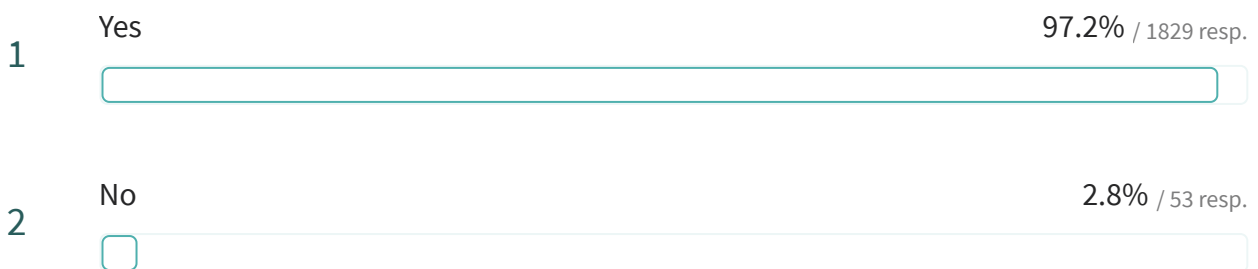 1 Yes 97.2% / 1829 resp.
2 No 2.8% / 53 resp.